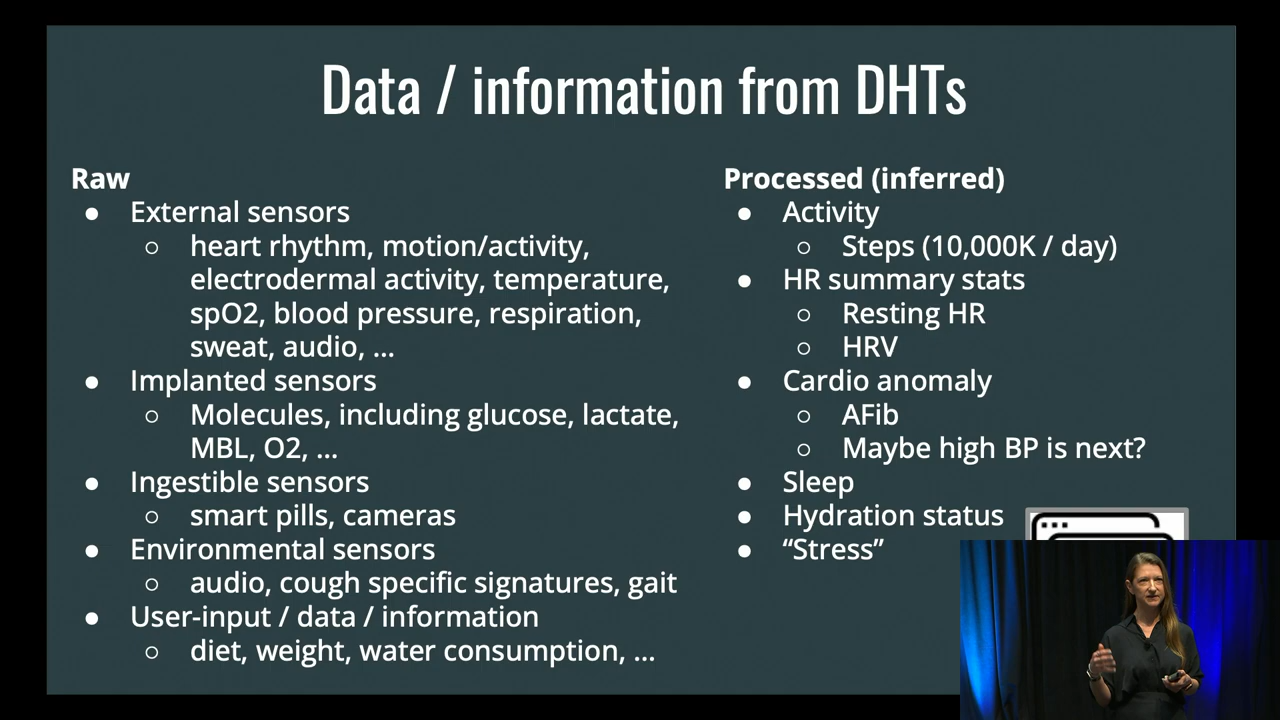 Data / information from DHTs
Raw
● External sensors
○ heart rhythm, motion/activity,
electrodermal activity, temperature,
spO2, blood pressure, respiration,
sweat, audio, ...
● Implanted sensors
○ Molecules, including glucose, lactate,
MBL, O2, ...
● Ingestible sensors
○ smart pills, cameras
● Environmental sensors
○ audio, cough specific signatures, gait
● User-input / data / information
○ diet, weight, water consumption, ...
Processed (inferred)
● Activity
○ Steps (10,000K / day)
● HR summary stats
○ Resting HR
○ HRV
● Cardio anomaly
○ AFib
○ Maybe high BP is next?
● Sleep
● Hydration status
● “Stress”